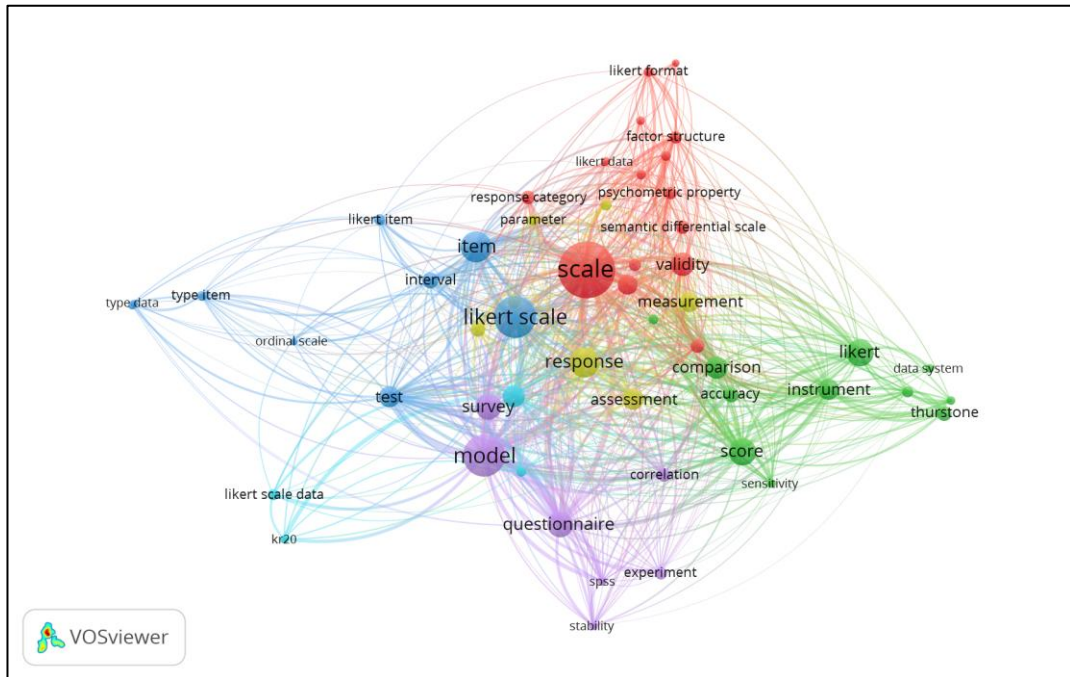 likert format
factor structure
likert data
psychometric property
response category
parameter
likert item
semantic differential scale
item
scale
validity
interval
type item
type data
measurement
likert scale
ordinal scale
response
likert
comparison
data system
test
accuracy
instrument
assessment
survey
thurstone
score
model
correlation
sensitivity
likert scale data
questionnaire
kr20
experiment
spss
stability
VOSviewer